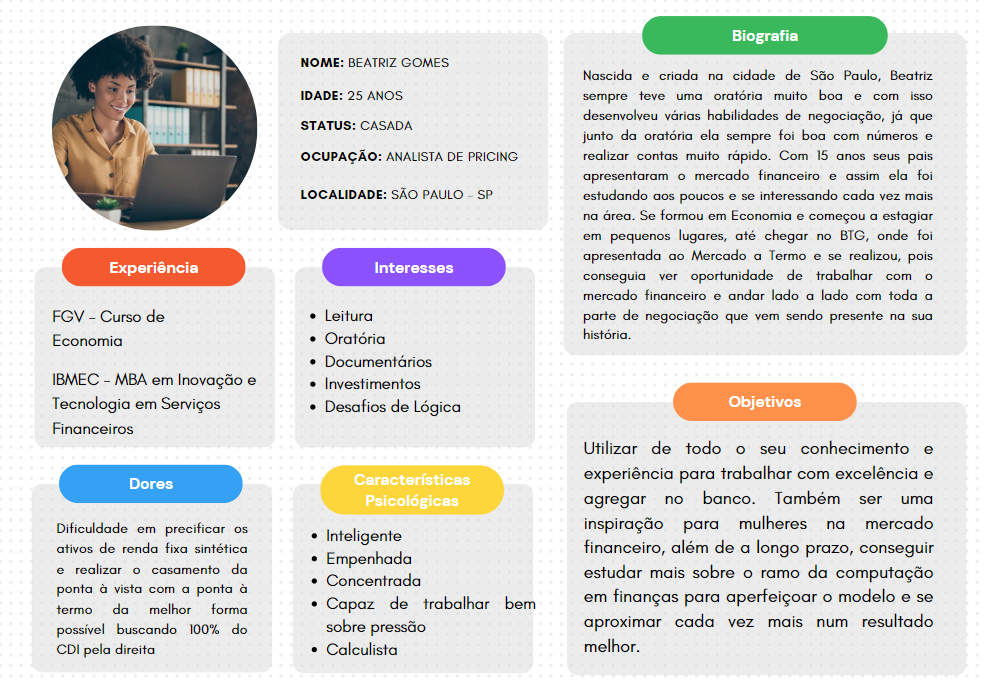 NOME: BEATRIZ GOMES
IDADE: 25 ANOS
STATUS: CASADA
OCUPAÇÃO: ANALISTA DE PRICING
LOCALIDADE: SÃO PAULO - SP
Biografia
Nascida e criada na cidade de São Paulo, Beatriz
sempre teve uma oratória muito boa e com isso
desenvolveu várias habilidades de negociação, já que
junto da oratória ela sempre foi boa com números e
realizar contas muito rápido. Com 15 anos seus pais
apresentaram o mercado financeiro e assim ela foi
estudando aos poucos e se interessando cada vez mais
na área. Se formou em Economia e começou a estagiar
em pequenos lugares, até chegar no BTG, onde foi
apresentada ao Mercado a Termo e se realizou, pois
conseguia ver oportunidade de trabalhar com o
mercado financeiro e andar lado a lado com toda a
parte de negociação que vem sendo presente na sua
história.
Experiência
FGV - Curso de
Economia
IBMEC - MBA em Inovação e
Tecnologia em Serviços
Financeiros
Interesses
• Leitura
• Oratória
• Documentários
• Investimentos
• Desafios de Lógica
Objetivos
Utilizar de todo o seu conhecimento e
experiência para trabalhar com excelência e
agregar no banco. Também ser uma
inspiração para mulheres na mercado
financeiro, além de a longo prazo, conseguir
estudar mais sobre o ramo da computação
em finanças para aperfeiçoar o modelo e se
aproximar cada vez mais num resultado
melhor.
Dores
Dificuldade em precificar os
ativos de renda fixa sintética
e realizar o casamento da
ponta à vista com a ponta à
termo da melhor forma
possível buscando 100% do
CDI pela direita
Características
Psicológicas
• Inteligente
• Empenhada
• Concentrada
• Capaz de trabalhar bem
sobre pressão
• Calculista